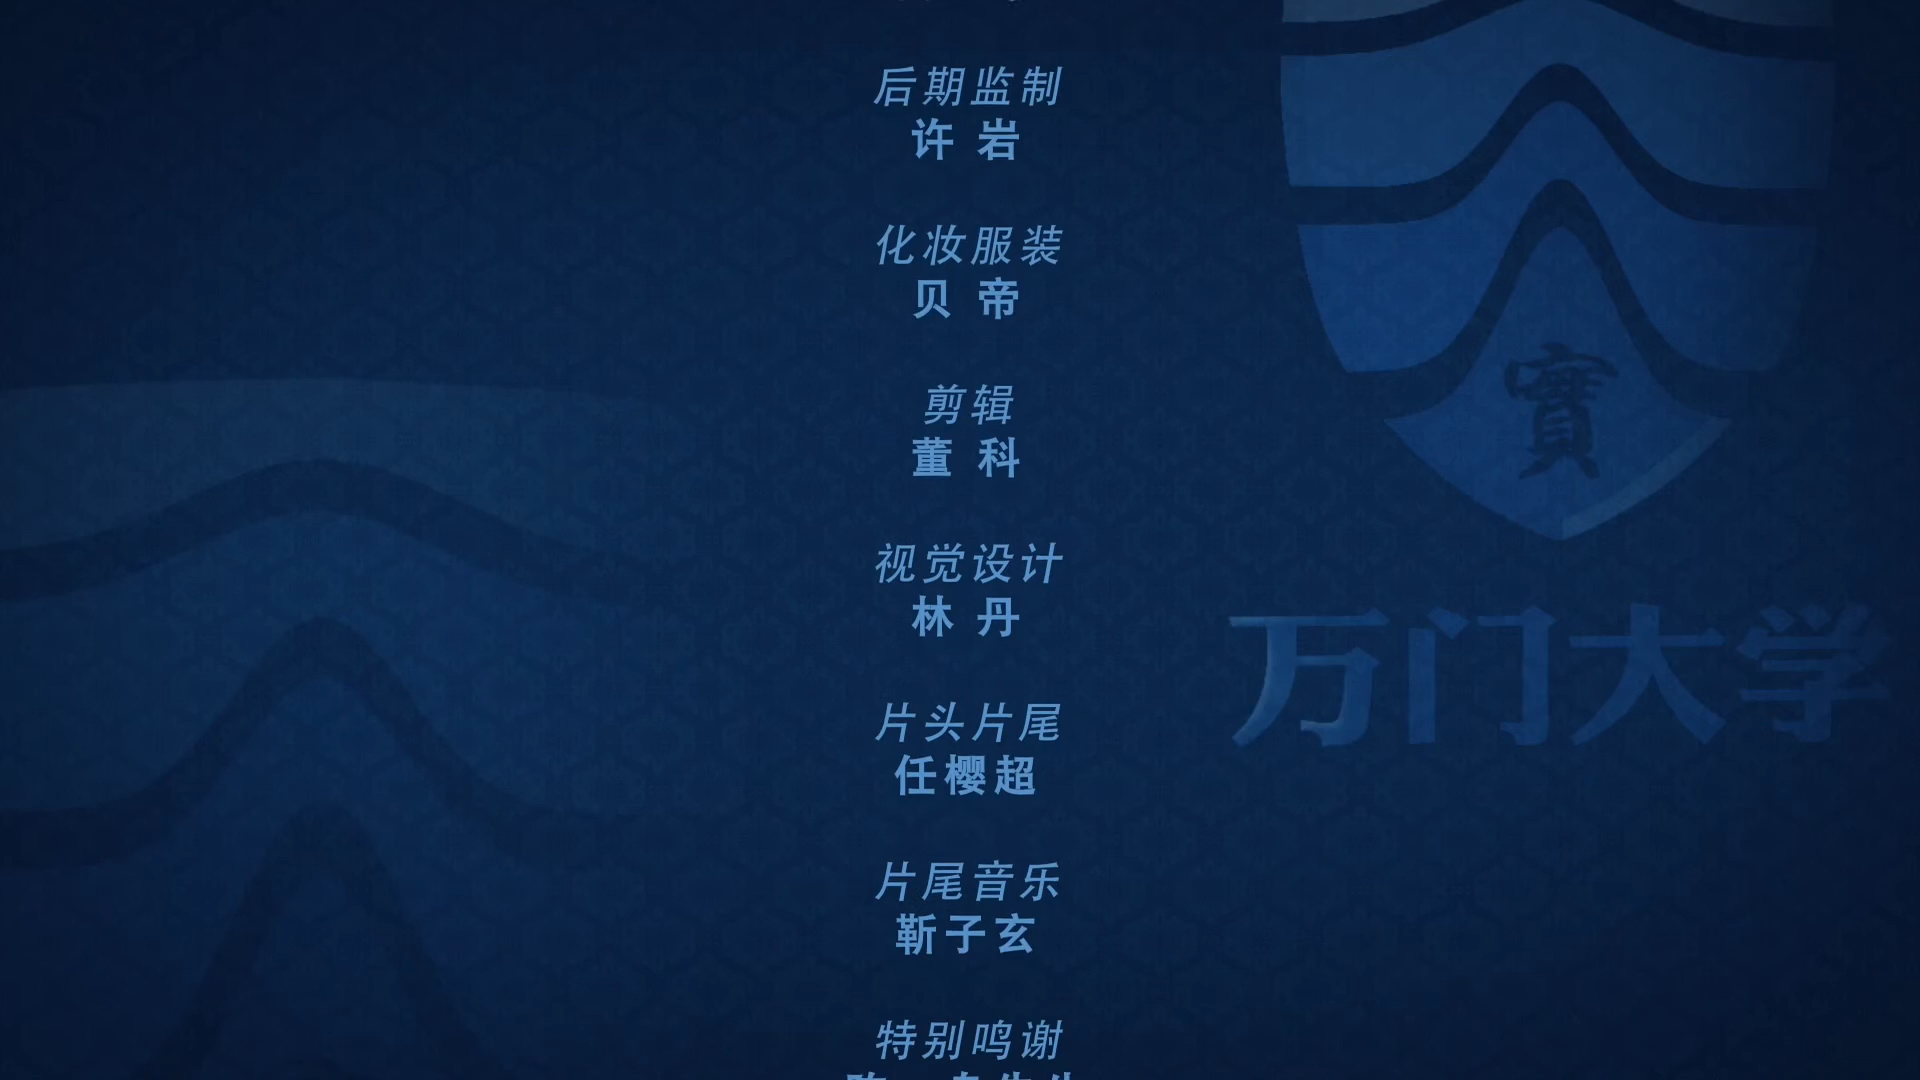 后期监制
许 岩
化妆服装
贝 帝
剪辑
董 科
視觉设计
林 丹
片头片尾
任樱超
片尾音乐
靳子玄
特别鸣谢
實
万门大学